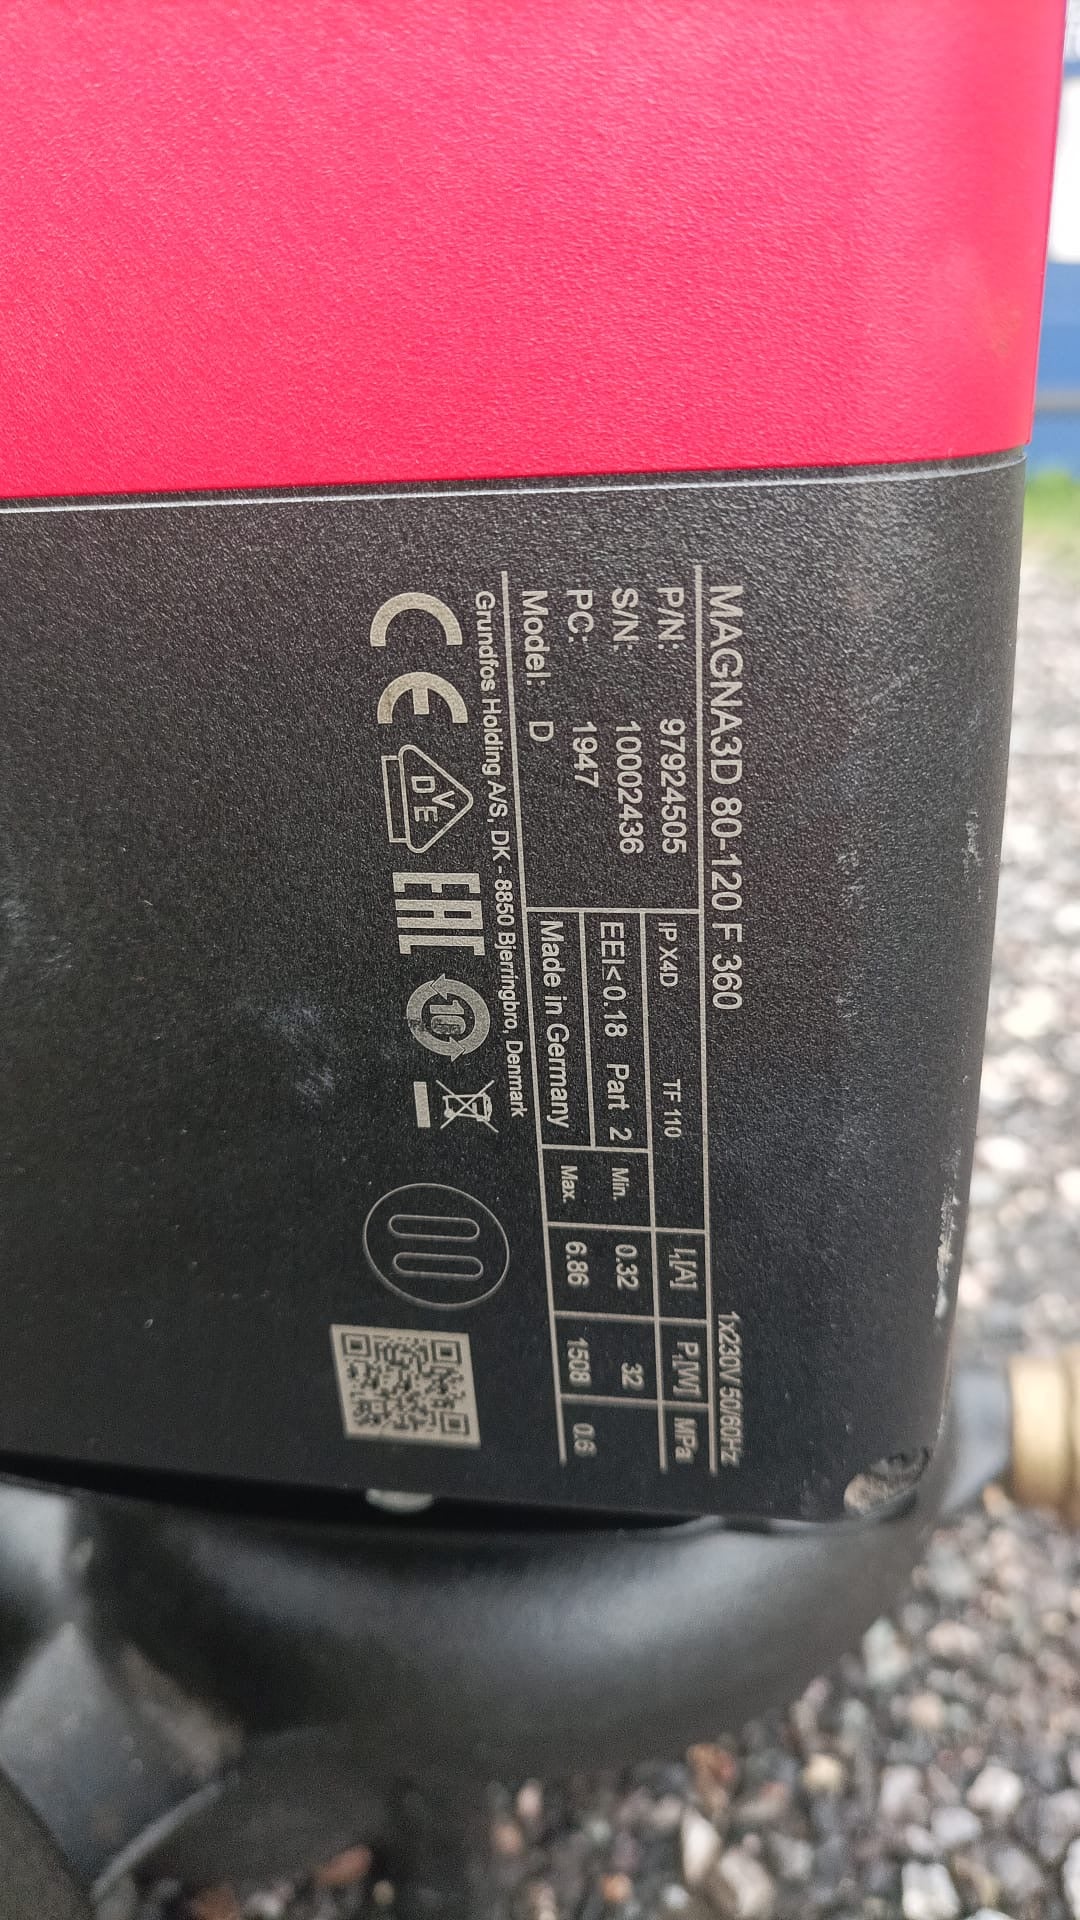 MAGNA3D 80-120 F 360
1x230V 50/60Hz
P/N: 97924505
S/N: 10002436
PC: 1947
Model: D
IP X4D TF 110
EEI<0.18 Part 2
Made in Germany
I₁[A] P₁[W] MPa
Min. 0.32 32
Max. 6.86 1508 0.6
Grundfos Holding A/S, DK - 8850 Bjerringbro, Denmark
CE VDE EAC 10